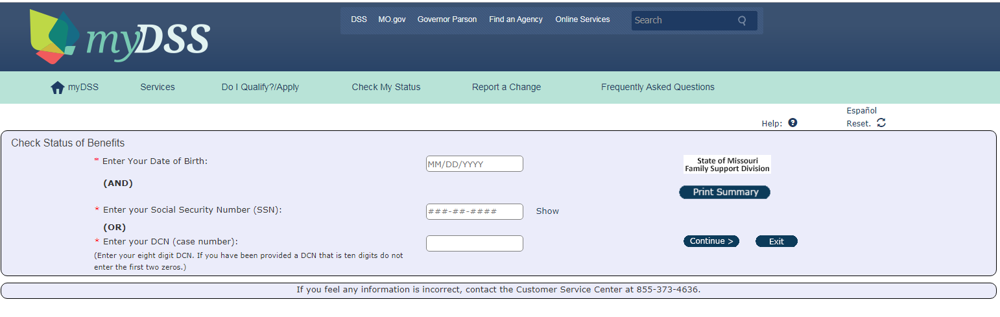 myDSS
DSS MO.gov Governor Parson Find an Agency Online Services Search
myDSS Services Do I Qualify?/Apply Check My Status Report a Change Frequently Asked Questions
Español
Help: ? Reset.
Check Status of Benefits
* Enter Your Date of Birth: MM/DD/YYYY
State of Missouri
Family Support Division
(AND)
Print Summary
* Enter your Social Security Number (SSN): ###-##-#### Show
(OR)
* Enter your DCN (case number): Continue > Exit
(Enter your eight digit DCN. If you have been provided a DCN that is ten digits do not
enter the first two zeros.)
If you feel any information is incorrect, contact the Customer Service Center at 855-373-4636.